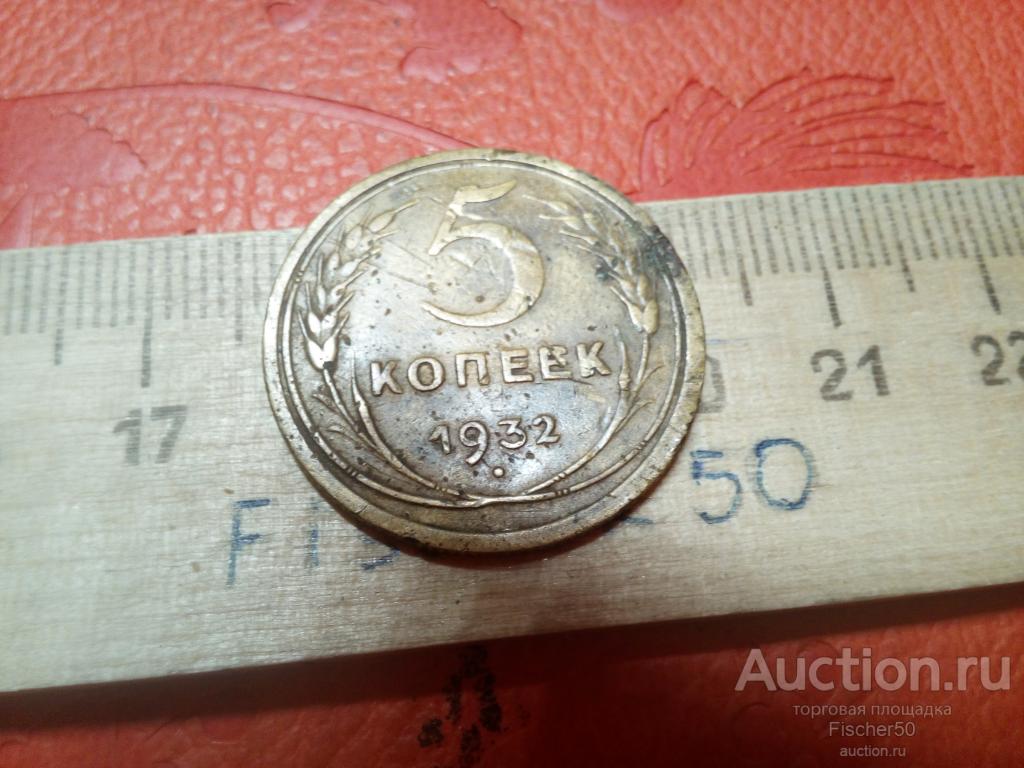 5
КОПЕЕК
1932
17
21
22
50
Auction.ru
торговая площадка
Fischer50
auction.ru